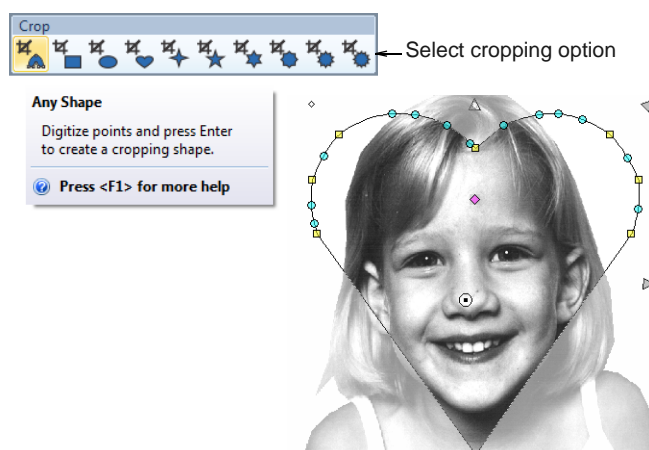 Crop
Select cropping option
Any Shape
Digitize points and press Enter
to create a cropping shape.
Press <F1> for more help